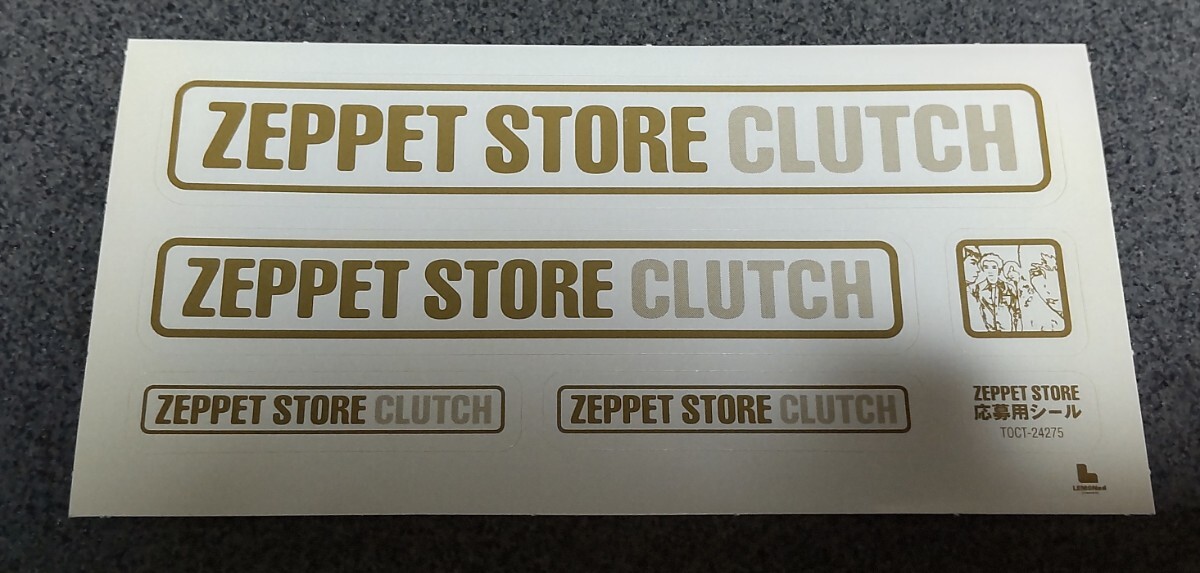 ZEPPET STORE CLUTCH
ZEPPET STORE CLUTCH
ZEPPET STORE CLUTCH
ZEPPET STORE CLUTCH
ZEPPET STORE
応募用シール
TOCT-24275
LEMONed